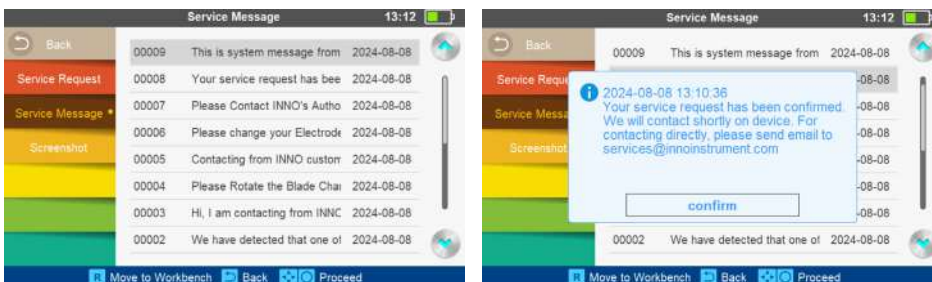 Service Message 13:12
Back
Service Request
Service Message *
Screenshot
00009 This is system message from 2024-08-08
00008 Your service request has bee 2024-08-08
00007 Please Contact INNO's Autho 2024-08-08
00006 Please change your Electrode 2024-08-08
00005 Contacting from INNO custom 2024-08-08
00004 Please Rotate the Blade Cha 2024-08-08
00003 Hi, I am contacting from INNC 2024-08-08
00002 We have detected that one of 2024-08-08
R Move to Workbench Back Proceed
Service Message 13:12
Back
Service Reque
Service Messa
Screenshot
00009 This is system message from 2024-08-08
-08-08
-08-08
-08-08
-08-08
-08-08
-08-08
2024-08-08 13:10:36
Your service request has been confirmed.
We will contact shortly on device. For
contacting directly, please send email to
services@innoinstrument.com
confirm
00002 We have detected that one of 2024-08-08
R Move to Workbench Back Proceed